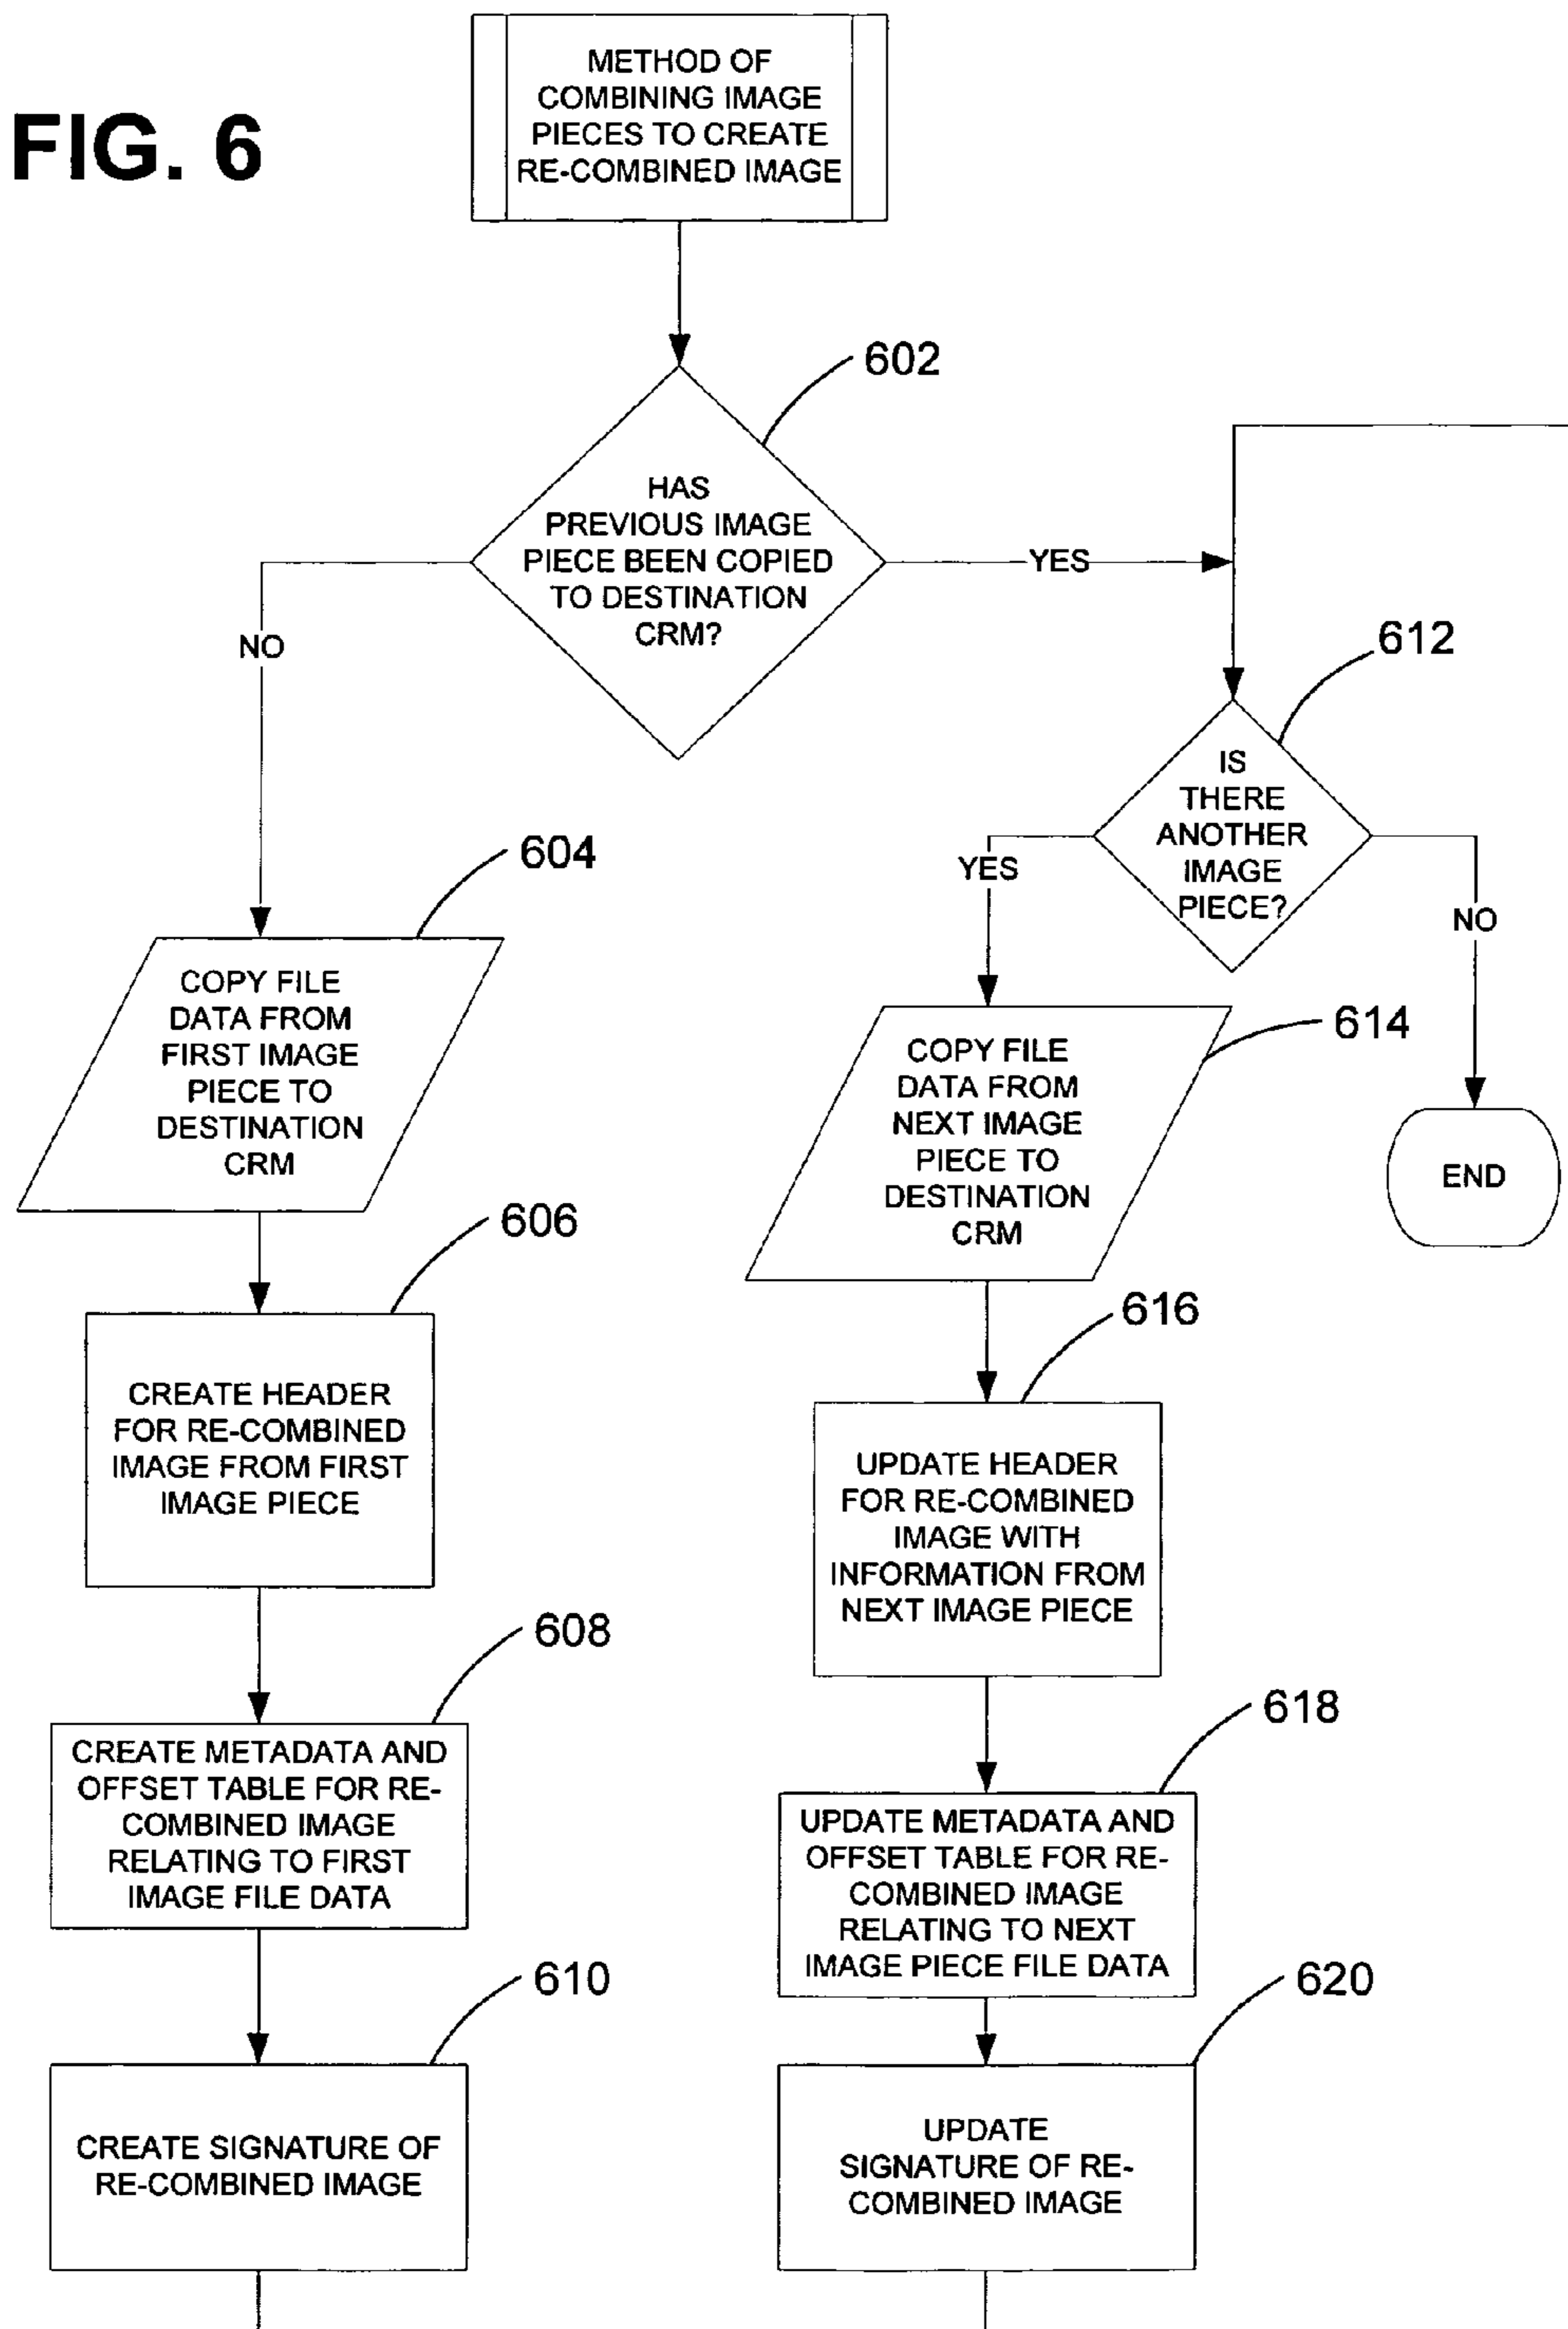 FIG. 6
METHOD OF
COMBINING IMAGE
PIECES TO CREATE
RE-COMBINED IMAGE
602
HAS
PREVIOUS IMAGE
PIECE BEEN COPIED
TO DESTINATION
CRM?
YES
NO
612
IS
THERE
ANOTHER
IMAGE
PIECE?
YES
NO
604
COPY FILE
DATA FROM
FIRST IMAGE
PIECE TO
DESTINATION
CRM
614
COPY FILE
DATA FROM
NEXT IMAGE
PIECE TO
DESTINATION
CRM
END
606
CREATE HEADER
FOR RE-COMBINED
IMAGE FROM FIRST
IMAGE PIECE
616
UPDATE HEADER
FOR RE-COMBINED
IMAGE WITH
INFORMATION FROM
NEXT IMAGE PIECE
608
CREATE METADATA AND
OFFSET TABLE FOR RE-
COMBINED IMAGE
RELATING TO FIRST
IMAGE FILE DATA
618
UPDATE METADATA AND
OFFSET TABLE FOR RE-
COMBINED IMAGE
RELATING TO NEXT
IMAGE PIECE FILE DATA
610
CREATE SIGNATURE OF
RE-COMBINED IMAGE
620
UPDATE
SIGNATURE OF RE-
COMBINED IMAGE